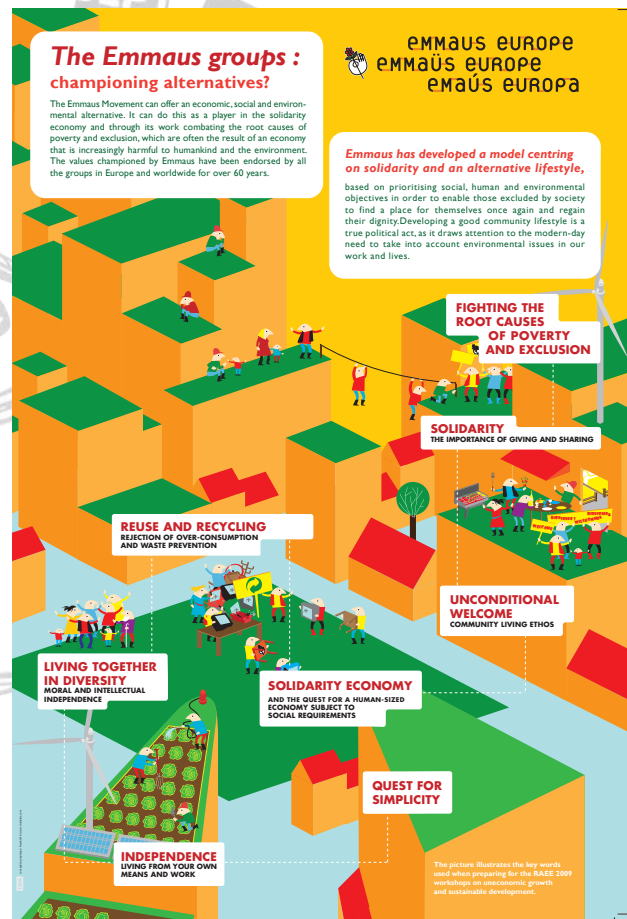 The Emmaus groups :
championing alternatives?
The Emmaus Movement can offer an economic, social and environ-
mental alternative. It can do this as a player in the solidarity
economy and through its work combating the root causes of
poverty and exclusion, which are often the result of an economy
that is increasingly harmful to humankind and the environment.
The values championed by Emmaus have been endorsed by all
the groups in Europe and worldwide for over 60 years.
emmaus europe
emmaüs europe
emaús europa
Emmaus has developed a model centring
on solidarity and an alternative lifestyle,
based on prioritising social, human and environmental
objectives in order to enable those excluded by society
to find a place for themselves once again and regain
their dignity.Developing a good community lifestyle is a
true political act, as it draws attention to the modern-day
need to take into account environmental issues in our
work and lives.
FIGHTING THE
ROOT CAUSES
OF POVERTY
AND EXCLUSION
SOLIDARITY
THE IMPORTANCE OF GIVING AND SHARING
REUSE AND RECYCLING
REJECTION OF OVER-CONSUMPTION
AND WASTE PREVENTION
UNCONDITIONAL
WELCOME
COMMUNITY LIVING ETHOS
LIVING TOGETHER
IN DIVERSITY
MORAL AND INTELLECTUAL
INDEPENDENCE
SOLIDARITY ECONOMY
AND THE QUEST FOR A HUMAN-SIZED
ECONOMY SUBJECT TO
SOCIAL REQUIREMENTS
QUEST FOR
SIMPLICITY
INDEPENDENCE
LIVING FROM YOUR OWN
MEANS AND WORK
The picture illustrates the key words
used when preparing for the RAEE 2009
workshops on uneconomic growth
and sustainable development.